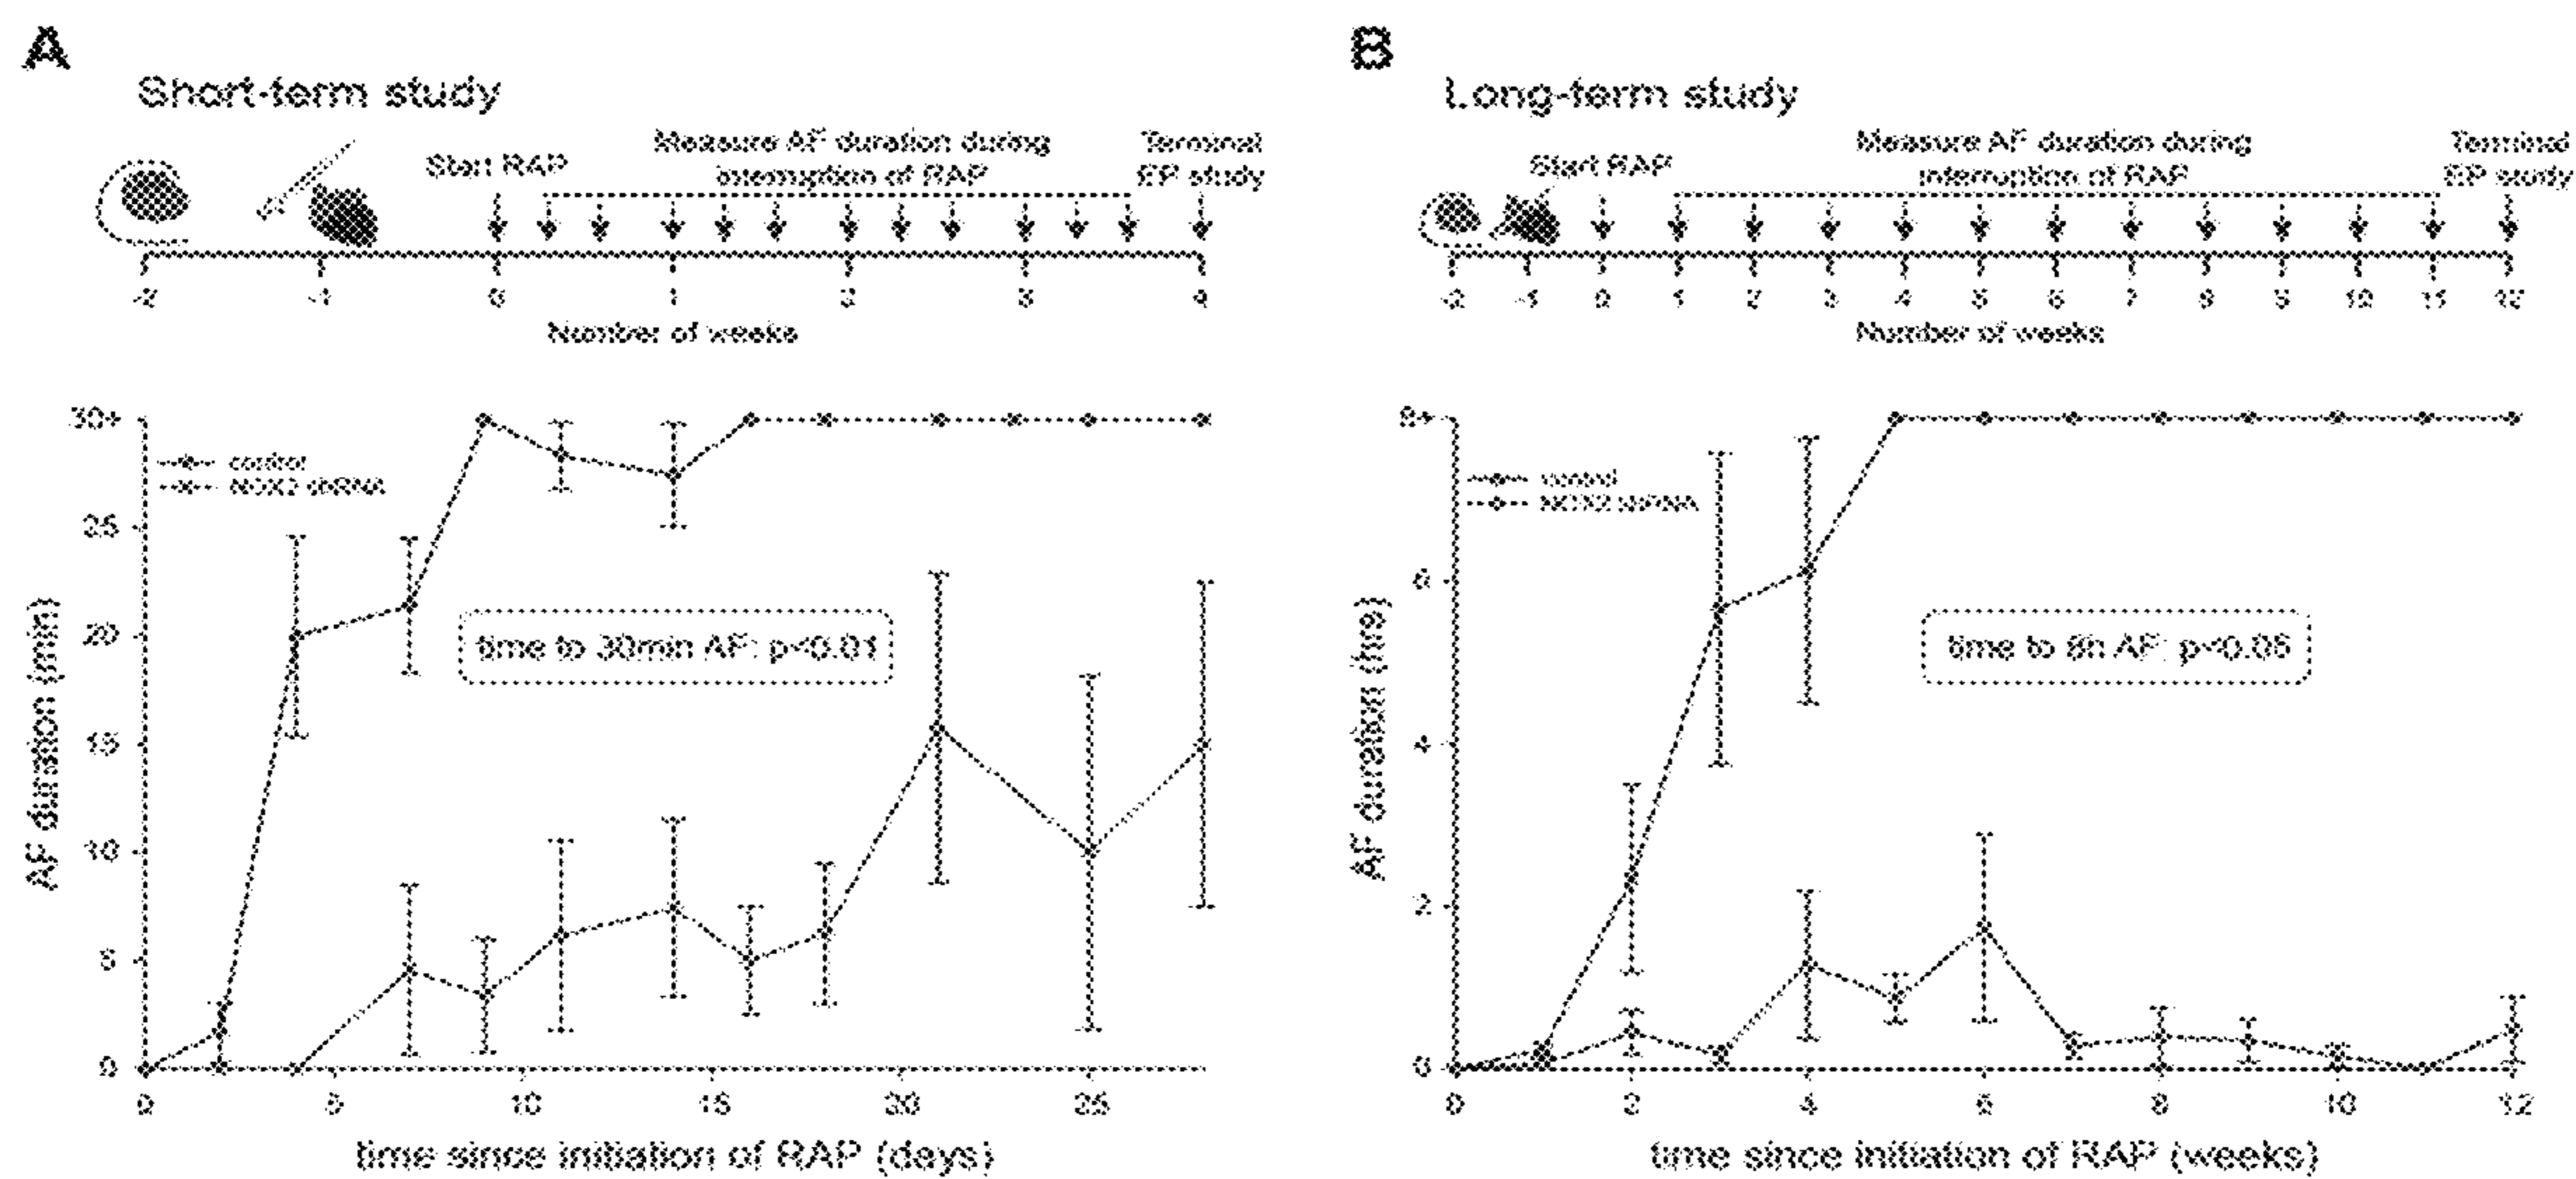 A
Short-term study
Start RAP
Measure AF duration during
interruption of RAP
Terminal
EP study
-2 -1 0 1 2 3 4
Number of weeks
30+
25
20
15
10
5
0
control
NOX2 shRNA
time to 30min AF: p<0.01
AF duration (min)
0 5 10 15 20 25
time since initiation of RAP (days)
B
Long-term study
Start RAP
Measure AF duration during
interruption of RAP
Terminal
EP study
-2 -1 0 1 2 3 4 5 6 7 8 9 10 11 12
Number of weeks
8+
6
4
2
0
control
NOX2 shRNA
time to 8h AF: p<0.05
AF duration (hrs)
0 2 4 6 8 10 12
time since initiation of RAP (weeks)